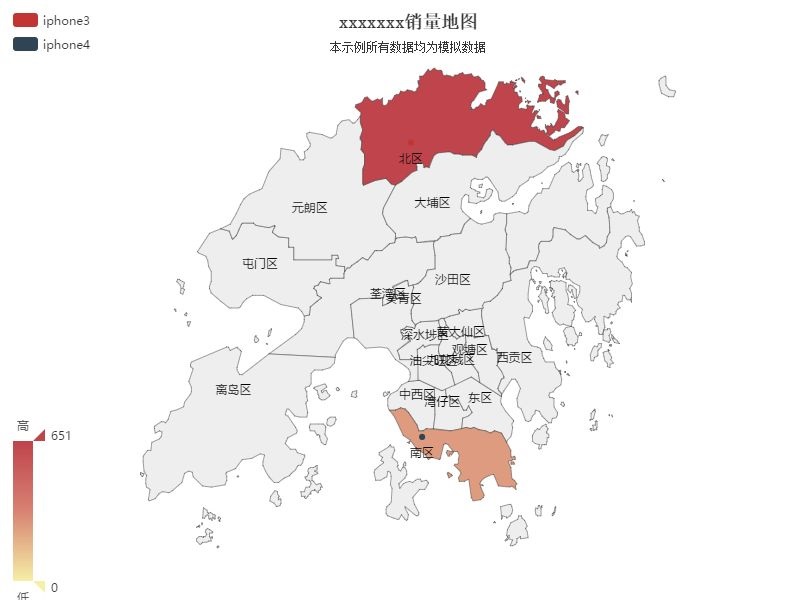 iphone3
iphone4
xxxxxxx销量地图
本示例所有数据均为模拟数据
北区
元朗区
大埔区
屯门区
沙田区
荃湾区
葵青区
深水埗区
黄大仙区
观塘区
油尖旺区
九龙城区
西贡区
离岛区
中西区
湾仔区
东区
南区
高
651
0
低